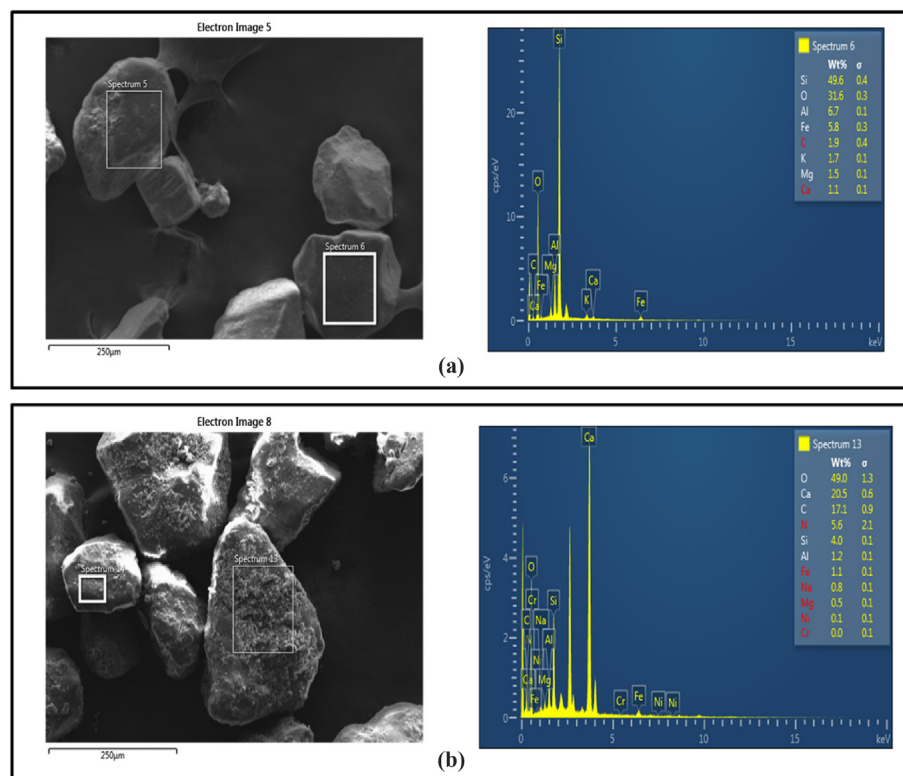 Electron Image 5
Spectrum 5
Spectrum 6
250μm
cps/eV
20
10
0
Si
O
Al
C
Mg
Fe
Ca
Ca
K
Fe
0
5
10
15
keV
Spectrum 6
Wt% σ
Si 49.6 0.4
O 31.6 0.3
Al 6.7 0.1
Fe 5.8 0.3
C 1.9 0.4
K 1.7 0.1
Mg 1.5 0.1
Ca 1.1 0.1
(a)
Electron Image 8
Spectrum 13
Spectrum 14
250μm
cps/eV
6
4
2
0
Ca
O
Cr
Si
C
Na
N
Al
Ni
Ca
Mg
Fe
Cr
Fe
Ni
Ni
0
5
10
15
keV
Spectrum 13
Wt% σ
O 49.0 1.3
Ca 20.5 0.6
C 17.1 0.9
N 5.6 2.1
Si 4.0 0.1
Al 1.2 0.1
Fe 1.1 0.1
Na 0.8 0.1
Mg 0.5 0.1
Ni 0.1 0.1
Cr 0.0 0.1
(b)